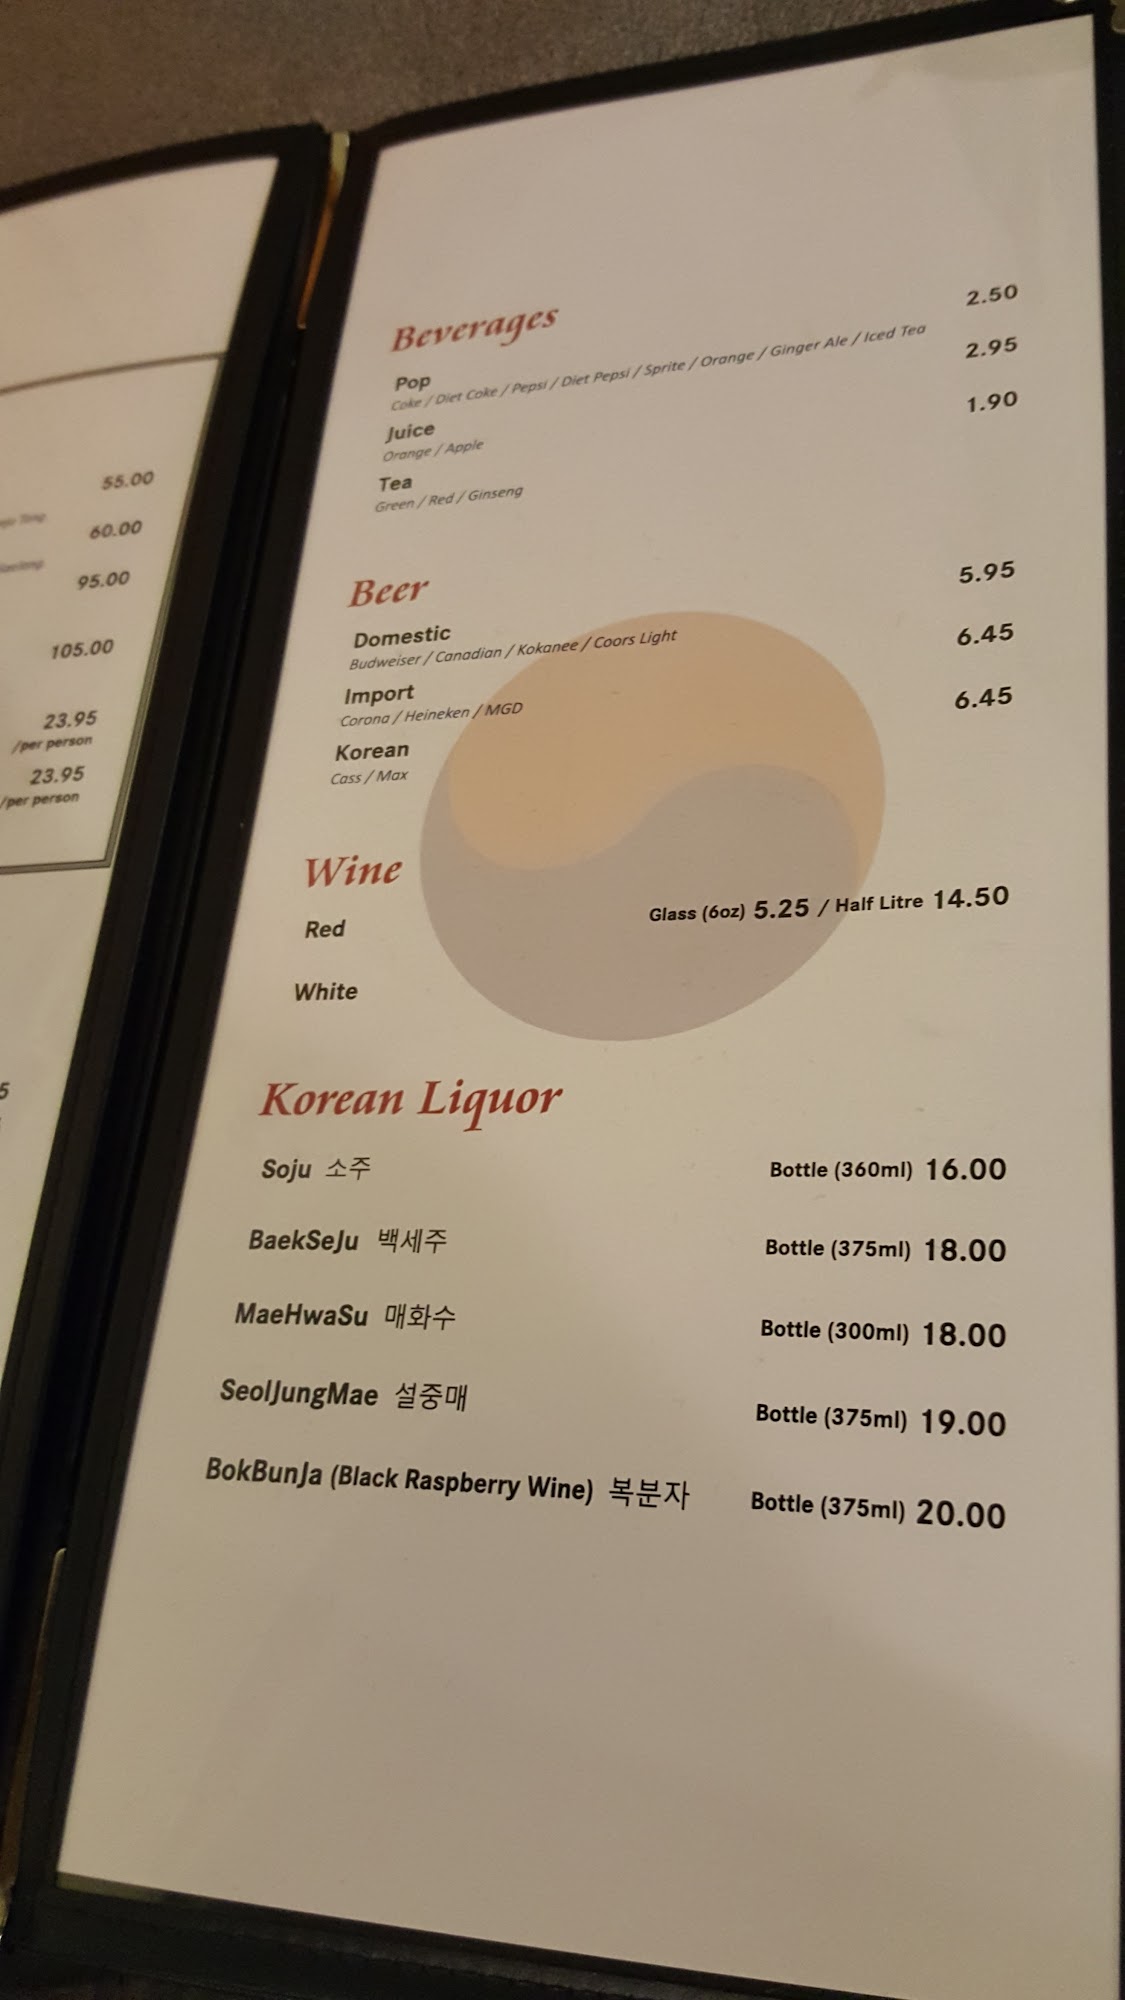 55.00
60.00
95.00
105.00
23.95
/per person
23.95
/per person
5
Beverages
Pop 2.50
Coke / Diet Coke / Pepsi / Diet Pepsi / Sprite / Orange / Ginger Ale / Iced Tea
Juice 2.95
Orange / Apple
Tea 1.90
Green / Red / Ginseng
Beer
Domestic 5.95
Budweiser / Canadian / Kokanee / Coors Light
Import 6.45
Corona / Heineken / MGD
Korean 6.45
Cass / Max
Wine
Red Glass (6oz) 5.25 / Half Litre 14.50
White
Korean Liquor
Soju 소주 Bottle (360ml) 16.00
BaekSeJu 백세주 Bottle (375ml) 18.00
MaeHwaSu 매화수 Bottle (300ml) 18.00
SeolJungMae 설중매 Bottle (375ml) 19.00
BokBunJa (Black Raspberry Wine) 복분자 Bottle (375ml) 20.00